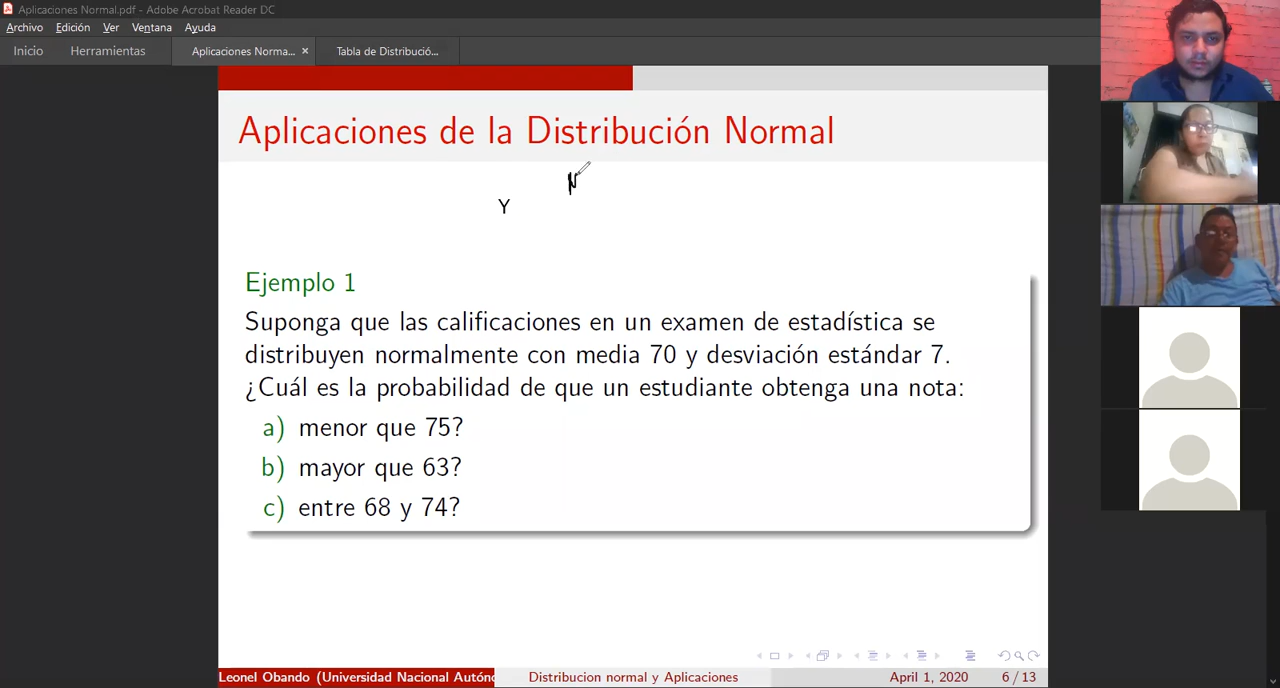 Aplicaciones Normal.pdf - Adobe Acrobat Reader DC
Archivo Edición Ver Ventana Ayuda
Inicio Herramientas Aplicaciones Norma... × Tabla de Distribució...
Aplicaciones de la Distribución Normal
N
Y
Ejemplo 1
Suponga que las calificaciones en un examen de estadística se
distribuyen normalmente con media 70 y desviación estándar 7.
¿Cuál es la probabilidad de que un estudiante obtenga una nota:
a) menor que 75?
b) mayor que 63?
c) entre 68 y 74?
Leonel Obando (Universidad Nacional Autónc Distribucion normal y Aplicaciones April 1, 2020 6 / 13